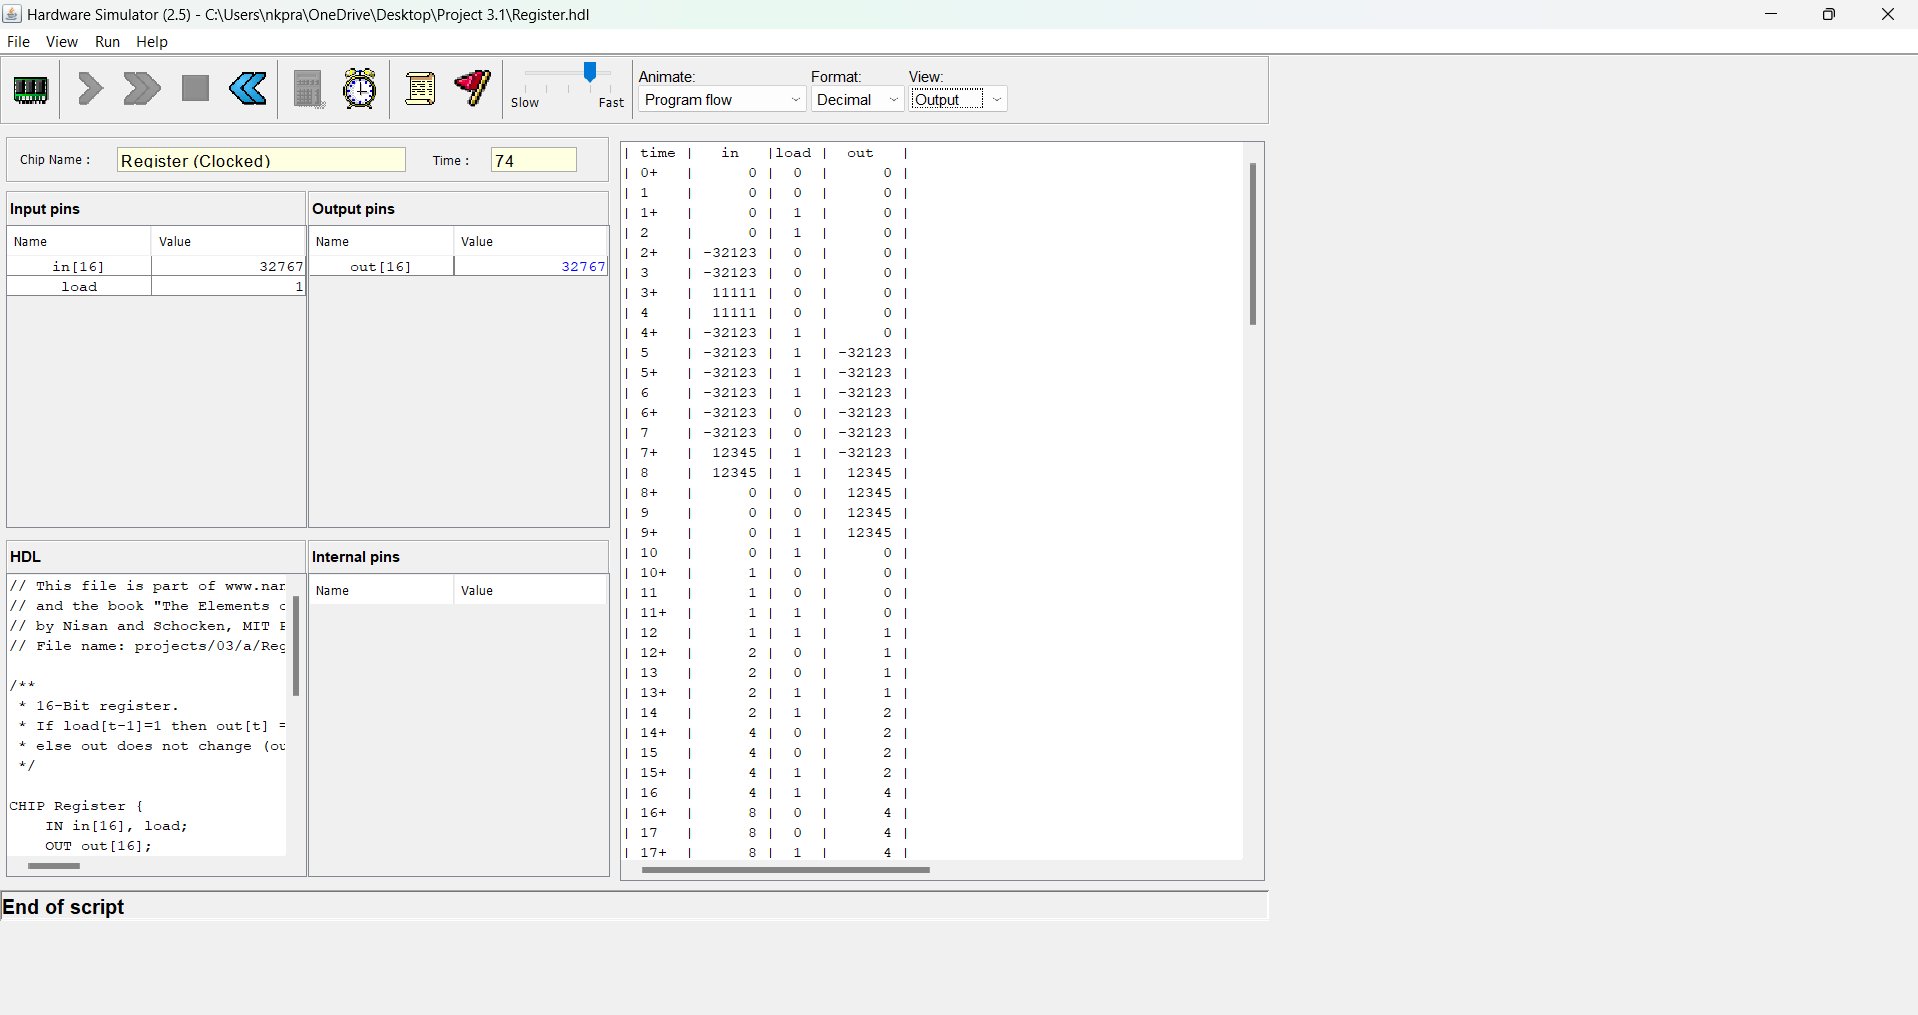 Hardware Simulator (2.5) - C:\Users\nkpra\OneDrive\Desktop\Project 3.1\Register.hdl
File View Run Help
Animate: Format: View:
Slow Fast Program flow Decimal Output
Chip Name : Register (Clocked) Time : 74
Input pins Output pins
Name Value Name Value
in[16] 32767 out[16] 32767
load 1
HDL
// This file is part of www.nan
// and the book "The Elements o
// by Nisan and Schocken, MIT P
// File name: projects/03/a/Reg
/**
* 16-Bit register.
* If load[t-1]=1 then out[t] =
* else out does not change (ou
*/
CHIP Register {
IN in[16], load;
OUT out[16];
Internal pins
Name Value
| time | in |load | out |
| 0+ | 0 | 0 | 0 |
| 1 | 0 | 0 | 0 |
| 1+ | 0 | 1 | 0 |
| 2 | 0 | 1 | 0 |
| 2+ | -32123 | 0 | 0 |
| 3 | -32123 | 0 | 0 |
| 3+ | 11111 | 0 | 0 |
| 4 | 11111 | 0 | 0 |
| 4+ | -32123 | 1 | 0 |
| 5 | -32123 | 1 | -32123 |
| 5+ | -32123 | 1 | -32123 |
| 6 | -32123 | 1 | -32123 |
| 6+ | -32123 | 0 | -32123 |
| 7 | -32123 | 0 | -32123 |
| 7+ | 12345 | 1 | -32123 |
| 8 | 12345 | 1 | 12345 |
| 8+ | 0 | 0 | 12345 |
| 9 | 0 | 0 | 12345 |
| 9+ | 0 | 1 | 12345 |
| 10 | 0 | 1 | 0 |
| 10+ | 1 | 0 | 0 |
| 11 | 1 | 0 | 0 |
| 11+ | 1 | 1 | 0 |
| 12 | 1 | 1 | 1 |
| 12+ | 2 | 0 | 1 |
| 13 | 2 | 0 | 1 |
| 13+ | 2 | 1 | 1 |
| 14 | 2 | 1 | 2 |
| 14+ | 4 | 0 | 2 |
| 15 | 4 | 0 | 2 |
| 15+ | 4 | 1 | 2 |
| 16 | 4 | 1 | 4 |
| 16+ | 8 | 0 | 4 |
| 17 | 8 | 0 | 4 |
| 17+ | 8 | 1 | 4 |
End of script